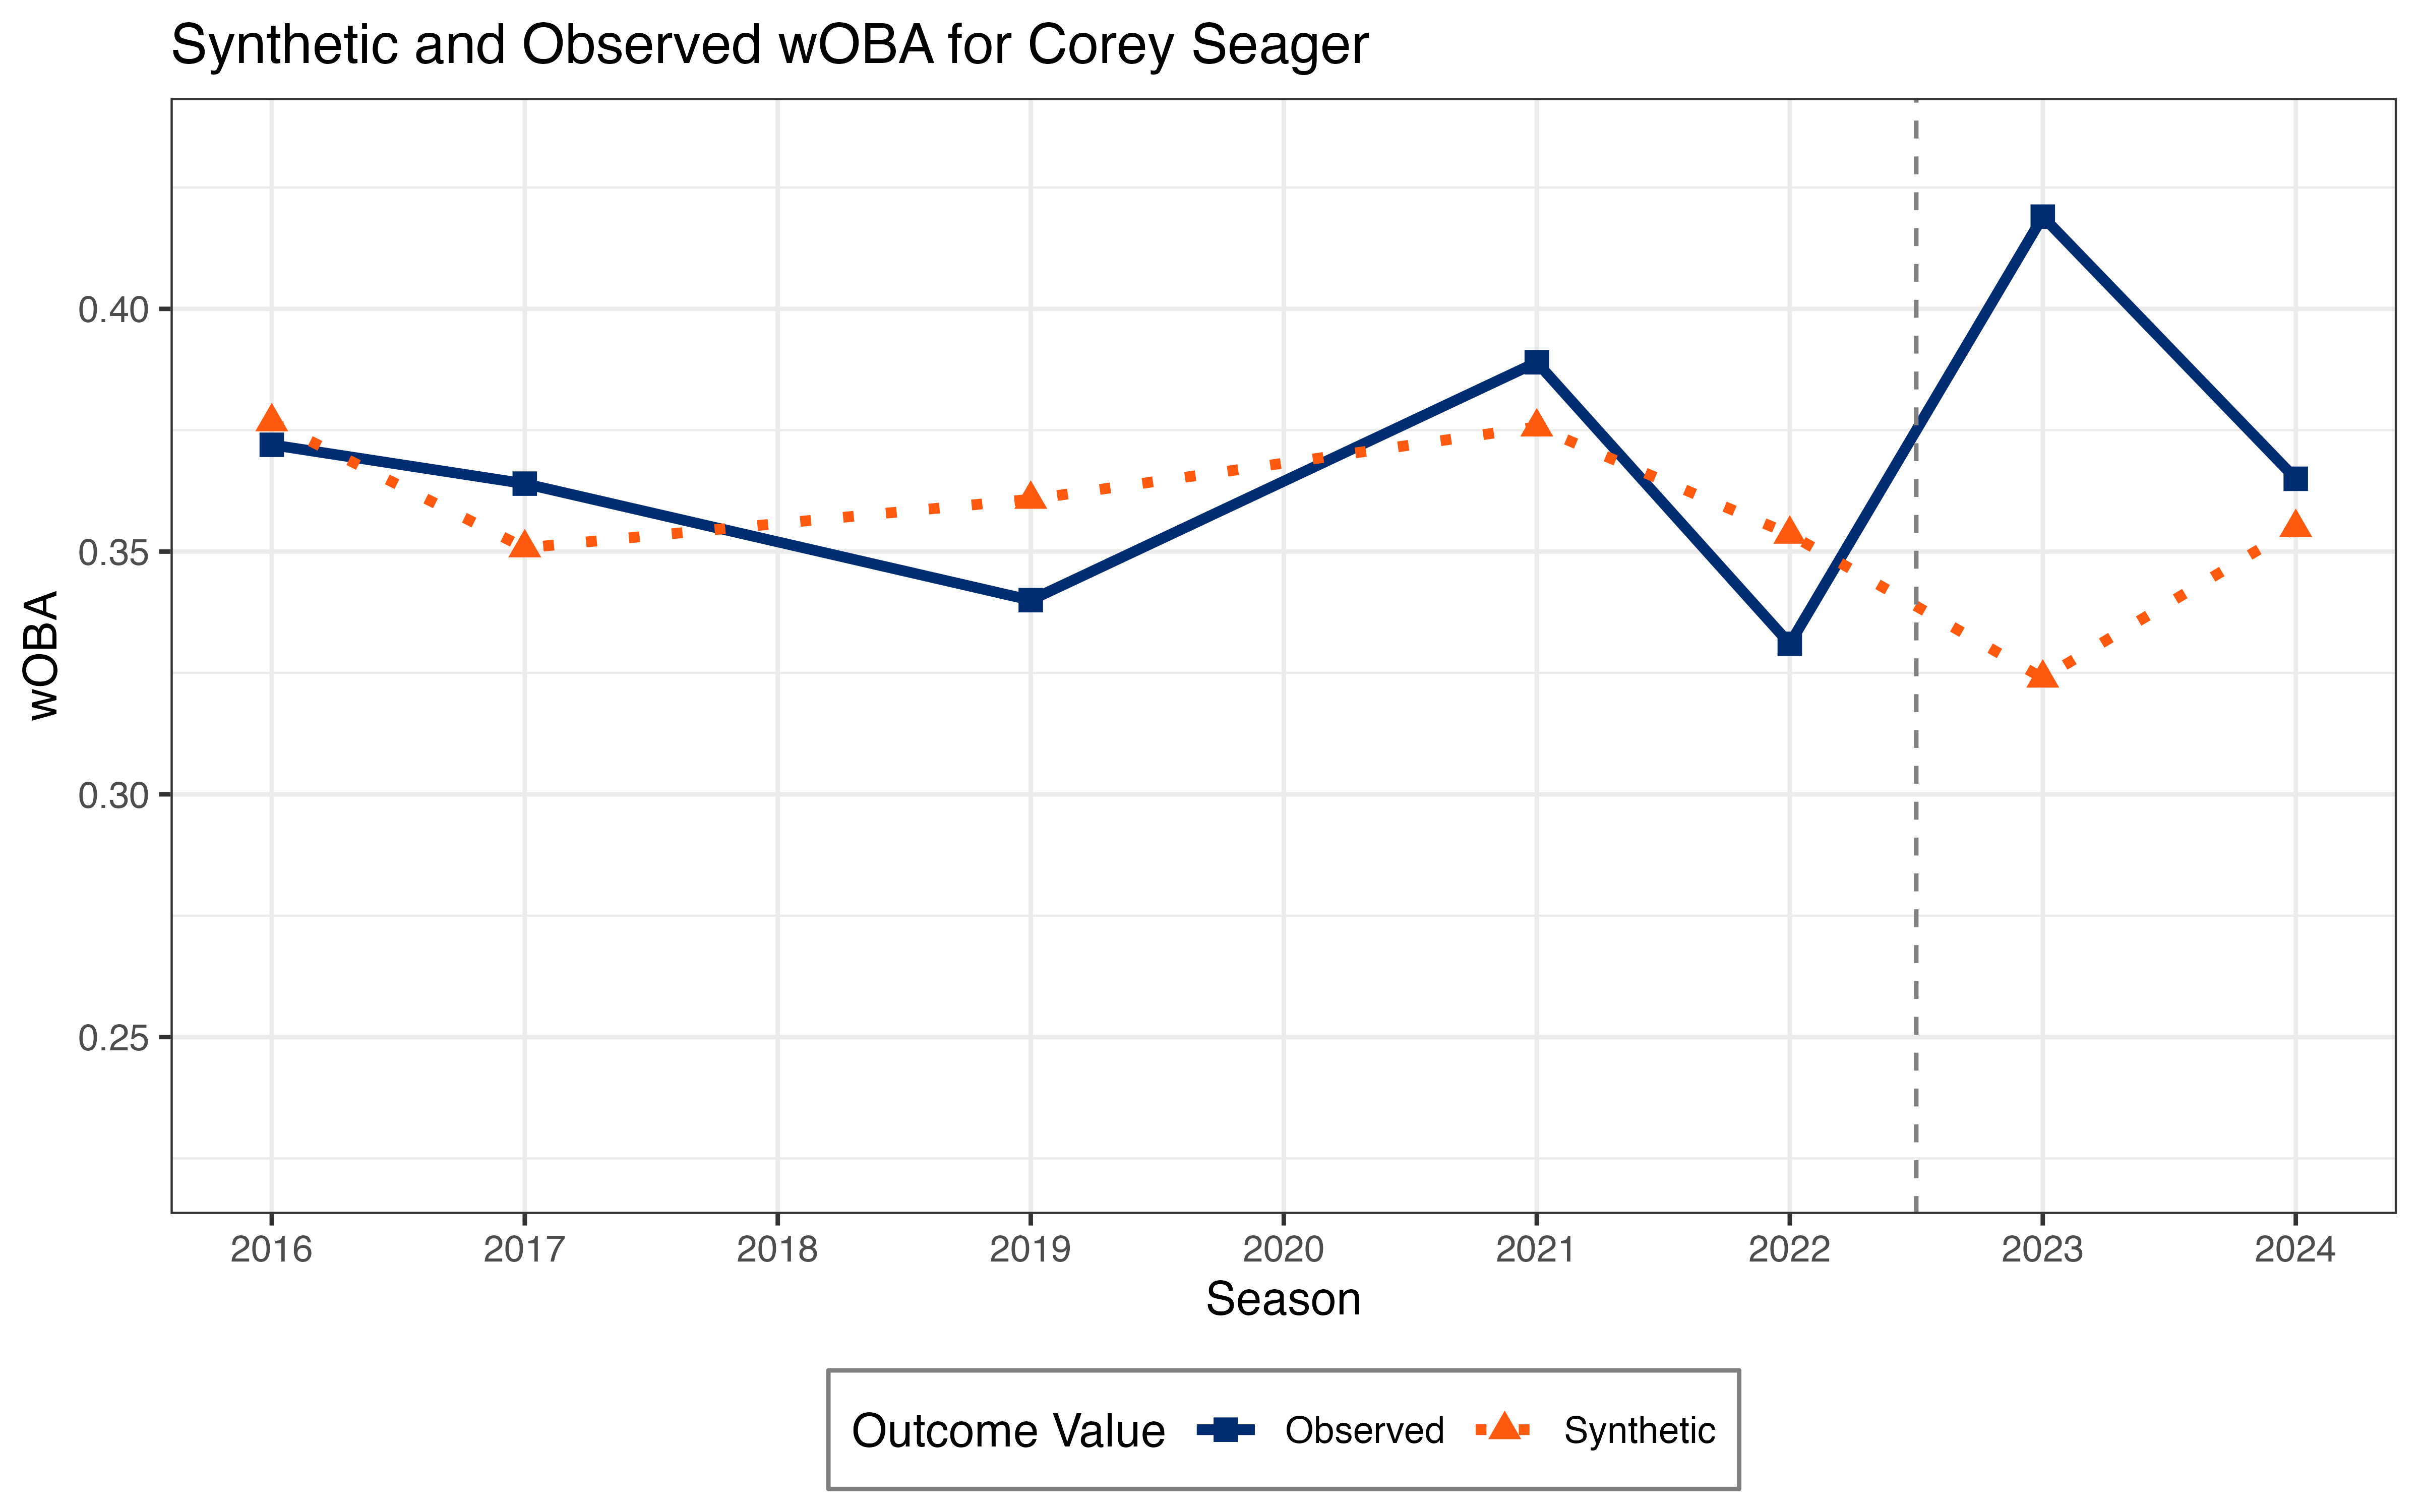 Synthetic and Observed wOBA for Corey Seager
wOBA
0.40
0.35
0.30
0.25
2016 2017 2018 2019 2020 2021 2022 2023 2024
Season
Outcome Value Observed Synthetic